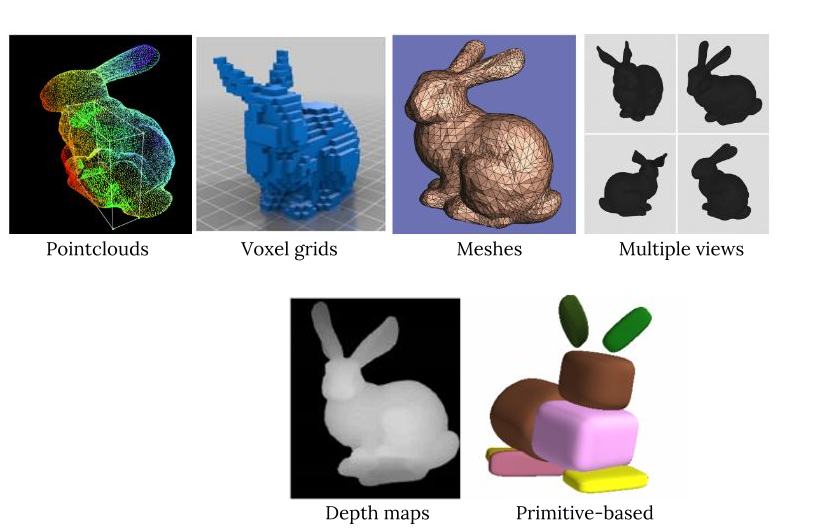 Pointclouds
Voxel grids
Meshes
Multiple views
Depth maps
Primitive-based